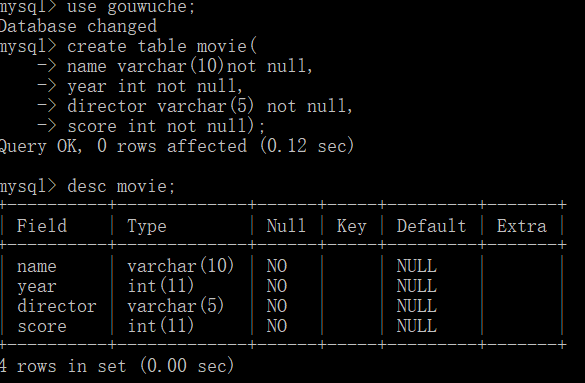 mysql> use gouwuche;
Database changed
mysql> create table movie(
    -> name varchar(10)not null,
    -> year int not null,
    -> director varchar(5) not null,
    -> score int not null);
Query OK, 0 rows affected (0.12 sec)
mysql> desc movie;
+----------+-------------+------+-----+---------+-------+
| Field    | Type        | Null | Key | Default | Extra |
+----------+-------------+------+-----+---------+-------+
| name     | varchar(10) | NO   |     | NULL    |       |
| year     | int(11)     | NO   |     | NULL    |       |
| director | varchar(5)  | NO   |     | NULL    |       |
| score    | int(11)     | NO   |     | NULL    |       |
+----------+-------------+------+-----+---------+-------+
4 rows in set (0.00 sec)